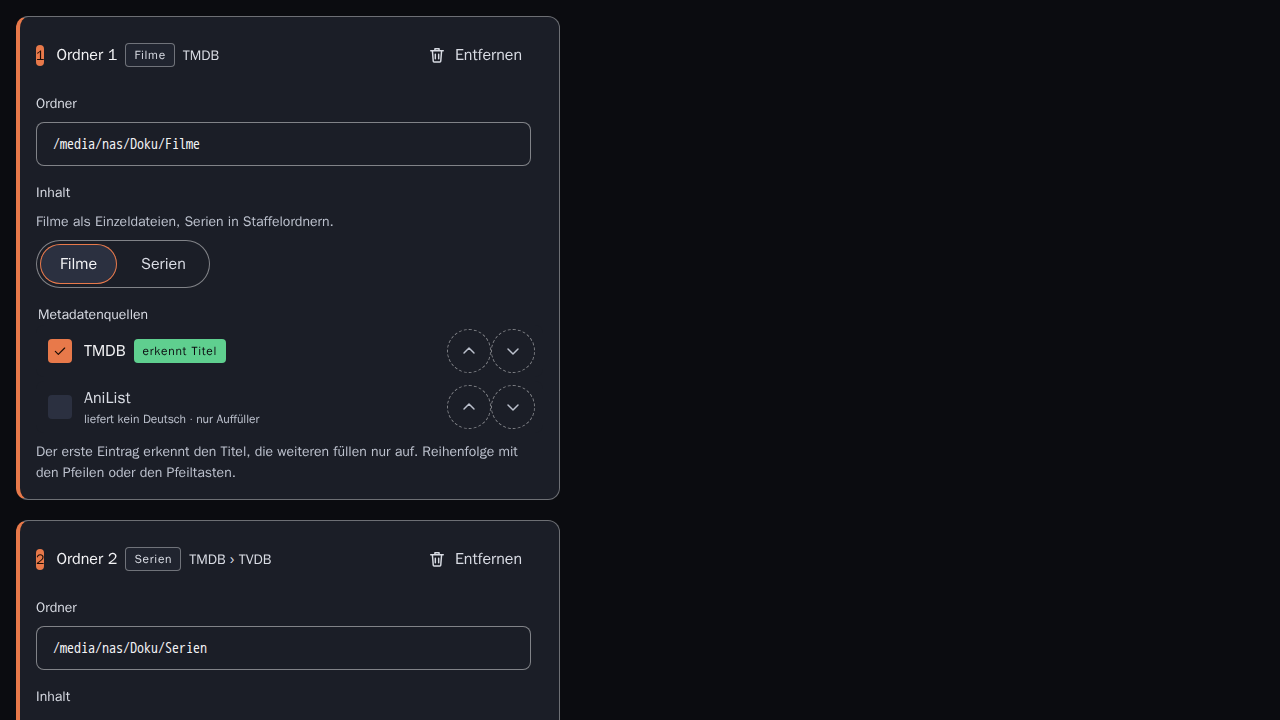 1 Ordner 1 Filme TMDB Entfernen
Ordner
/media/nas/Doku/Filme
Inhalt
Filme als Einzeldateien, Serien in Staffelordnern.
Filme Serien
Metadatenquellen
TMDB erkennt Titel
AniList
liefert kein Deutsch · nur Auffüller
Der erste Eintrag erkennt den Titel, die weiteren füllen nur auf. Reihenfolge mit
den Pfeilen oder den Pfeiltasten.
2 Ordner 2 Serien TMDB › TVDB Entfernen
Ordner
/media/nas/Doku/Serien
Inhalt